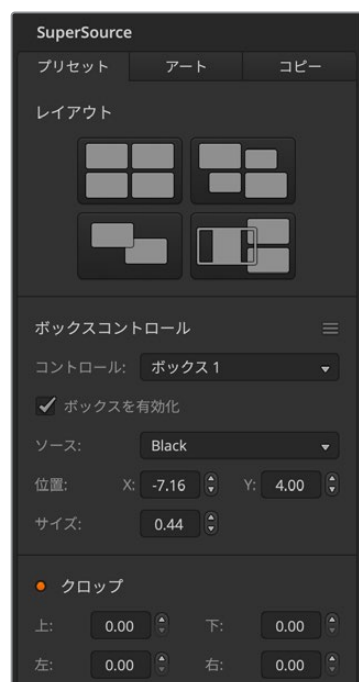 SuperSource
プリセット アート コピー
レイアウト
ボックスコントロール
コントロール: ボックス 1
ボックスを有効化
ソース: Black
位置: X: -7.16 Y: 4.00
サイズ: 0.44
クロップ
上: 0.00 下: 0.00
左: 0.00 右: 0.00